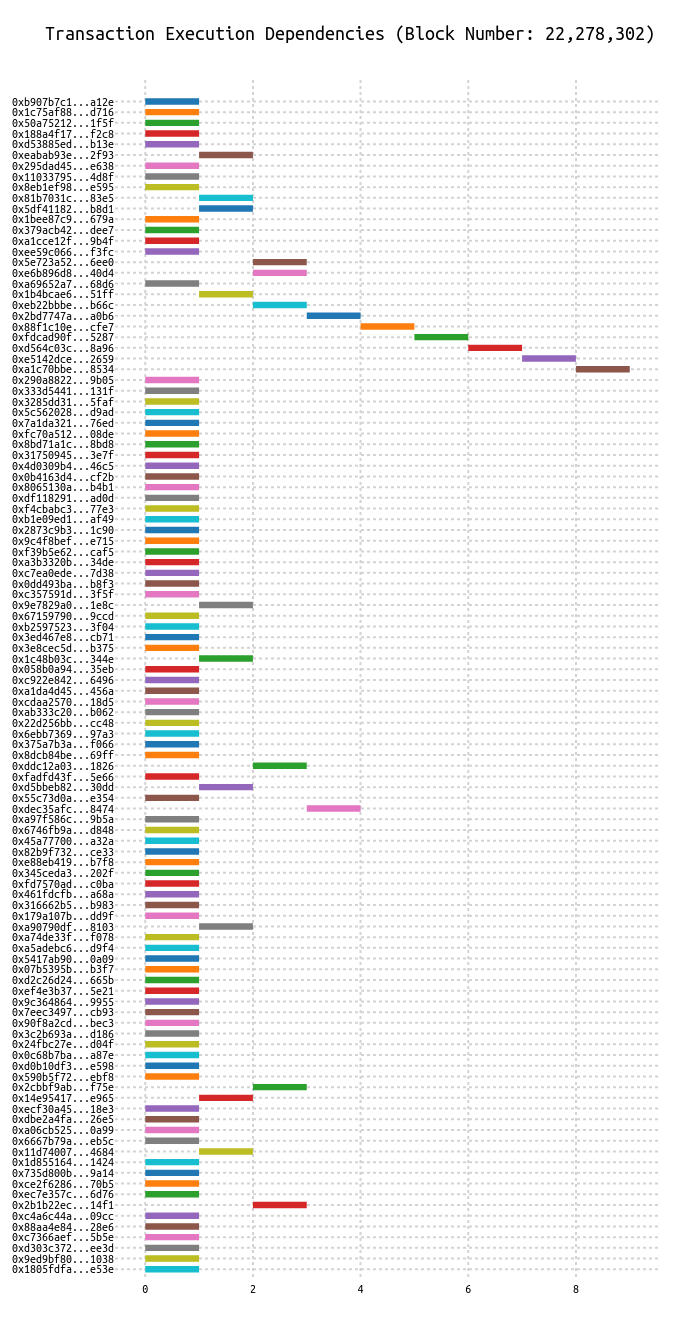 Transaction Execution Dependencies (Block Number: 22,278,302)
0xb907b7c1...a12e
0x1c75af88...d716
0x50a75212...1f5f
0x188a4f17...f2c8
0xd53885ed...b13e
0xeabab93e...2f93
0x295dad45...e638
0x11033795...4d8f
0x8eb1ef98...e595
0x81b7031c...83e5
0x5df41182...b8d1
0x1bee87c9...679a
0x379acb42...dee7
0xa1cce12f...9b4f
0xee59c066...f3fc
0x5e723a52...6ee0
0xe6b896d8...40d4
0xa69652a7...68d6
0x1b4bcae6...51ff
0xeb22bbbe...b66c
0x2bd7747a...a0b6
0x88f1c10e...cfe7
0xfdcad90f...5287
0xd564c03c...8a96
0xe5142dce...2659
0xa1c70bbe...8534
0x290a8822...9b05
0x333d5441...131f
0x3285dd31...5faf
0x5c562028...d9ad
0x7a1da321...76ed
0xfc70a512...08de
0x8bd71a1c...8bd8
0x31750945...3e7f
0x4d0309b4...46c5
0x0b4163d4...cf2b
0x8065130a...b4b1
0xdf118291...ad0d
0xf4cbabc3...77e3
0xb1e09ed1...af49
0x2873c9b3...1c90
0x9c4f8bef...e715
0xf39b5e62...caf5
0xa3b3320b...34de
0xc7ea0ede...7d38
0x0dd493ba...b8f3
0xc357591d...3f5f
0x9e7829a0...1e8c
0x67159790...9ccd
0xb2597523...3f04
0x3ed467e8...cb71
0x3e8cec5d...b375
0x1c48b03c...344e
0x058b0a94...35eb
0xc922e842...6496
0xa1da4d45...456a
0xcdaa2570...18d5
0xab333c20...b062
0x22d256bb...cc48
0x6ebb7369...97a3
0x375a7b3a...f066
0x8dcb84be...69ff
0xddc12a03...1826
0xfadfd43f...5e66
0xd5bbeb82...30dd
0x55c73d0a...e354
0xdec35afc...8474
0xa97f586c...9b5a
0x6746fb9a...d848
0x45a77700...a32a
0x82b9f732...ce33
0xe88eb419...b7f8
0x345ceda3...202f
0xfd7570ad...c0ba
0x461fdcfb...a68a
0x316662b5...b983
0x179a107b...dd9f
0xa90790df...8103
0xa74de33f...f078
0xa5adebc6...d9f4
0x5417ab90...0a09
0x07b5395b...b3f7
0xd2c26d24...665b
0xef4e3b37...5e21
0x9c364864...9955
0x7eec3497...cb93
0x90f8a2cd...bec3
0x3c2b693a...d186
0x24fbc27e...d04f
0x0c68b7ba...a87e
0xd0b10df3...e598
0x590b5f72...ebf8
0x2cbbf9ab...f75e
0x14e95417...e965
0xecf30a45...18e3
0xdbe2a4fa...26e5
0xa06cb525...0a99
0x6667b79a...eb5c
0x11d74007...4684
0x1d855164...1424
0x735d800b...9a14
0xce2f6286...70b5
0xec7e357c...6d76
0x2b1b22ec...14f1
0xc4a6c44a...09cc
0x88aa4e84...28e6
0xc7366aef...5b5e
0xd303c372...ee3d
0x9ed9bf80...1038
0x1805fdfa...e53e
0 2 4 6 8